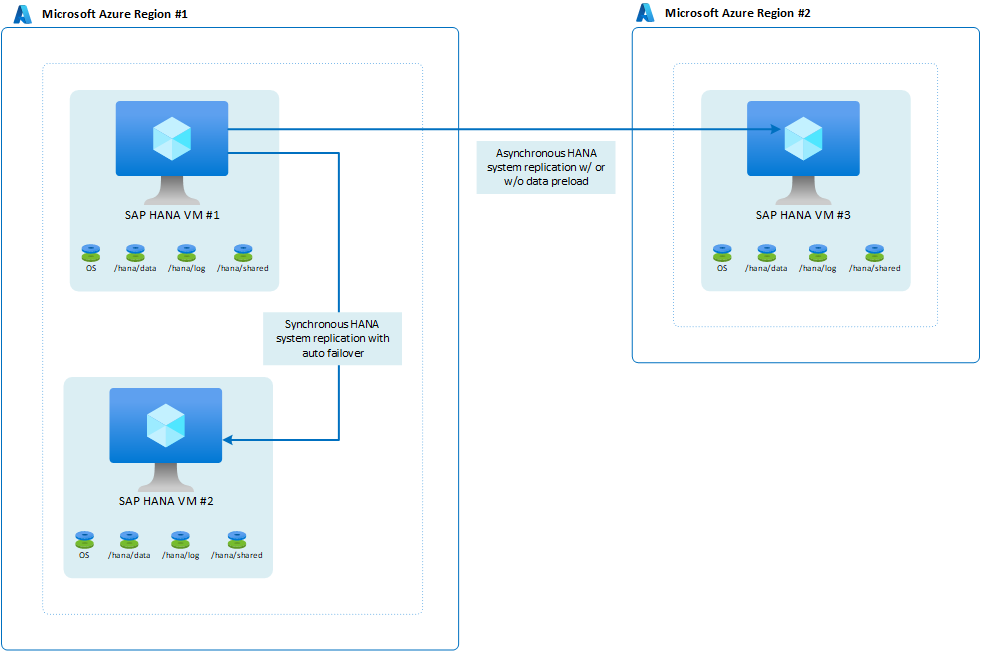 Microsoft Azure Region #1
Microsoft Azure Region #2
SAP HANA VM #1
OS
/hana/data
/hana/log
/hana/shared
Asynchronous HANA
system replication w/ or
w/o data preload
SAP HANA VM #3
OS
/hana/data
/hana/log
/hana/shared
Synchronous HANA
system replication with
auto failover
SAP HANA VM #2
OS
/hana/data
/hana/log
/hana/shared